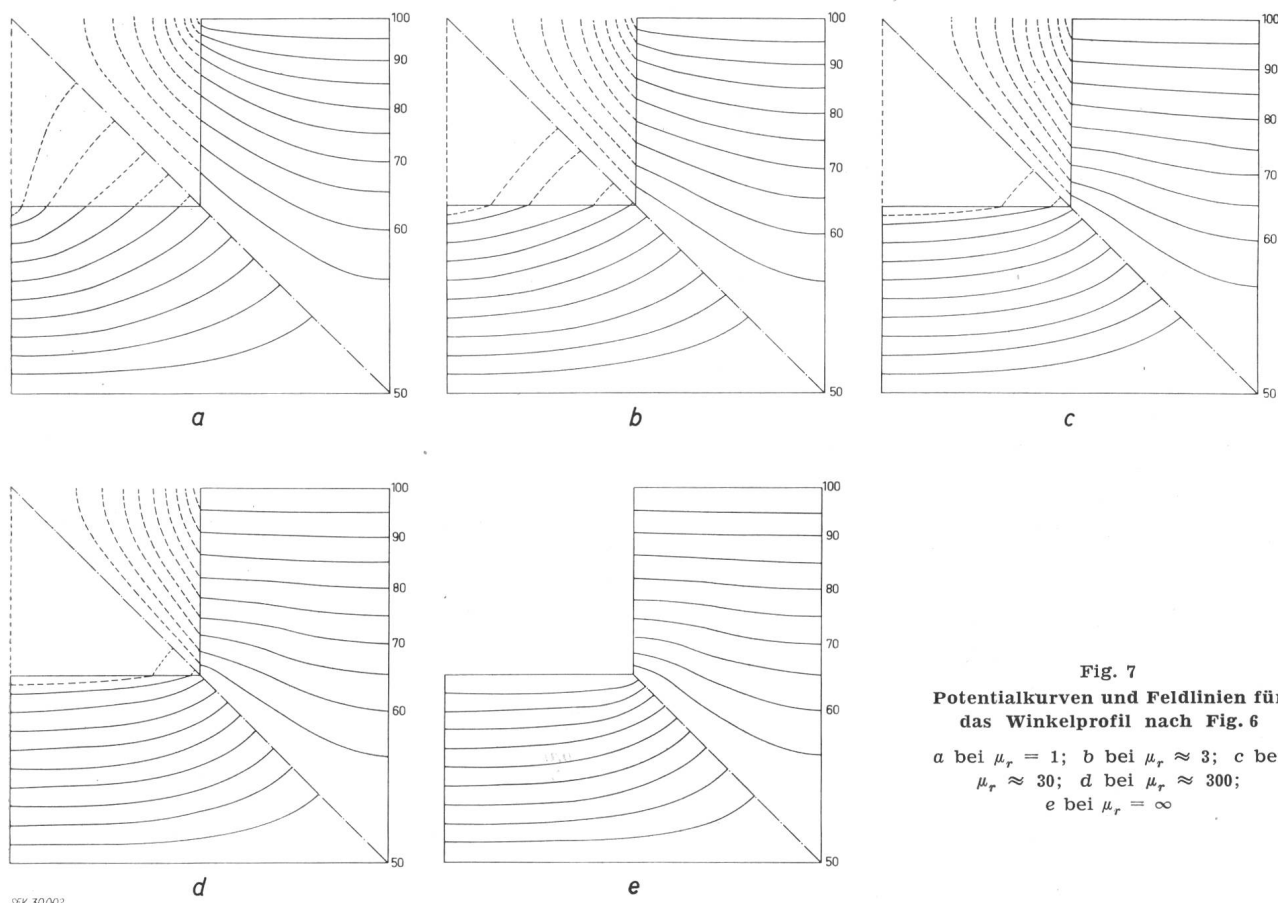 100
90
80
70
60
50
a
100
90
80
70
60
50
b
100
90
80
70
60
50
c
100
90
80
70
60
50
d
100
90
80
70
60
50
e
Fig. 7
Potentialkurven und Feldlinien für
das Winkelprofil nach Fig. 6
a bei μr = 1; b bei μr ≈ 3; c be
μr ≈ 30; d bei μr ≈ 300;
e bei μr = ∞